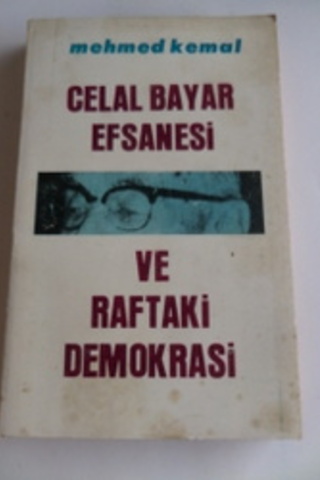 mehmed kemal
CELAL BAYAR
EFSANESİ
VE
RAFTAKİ
DEMOKRASİ